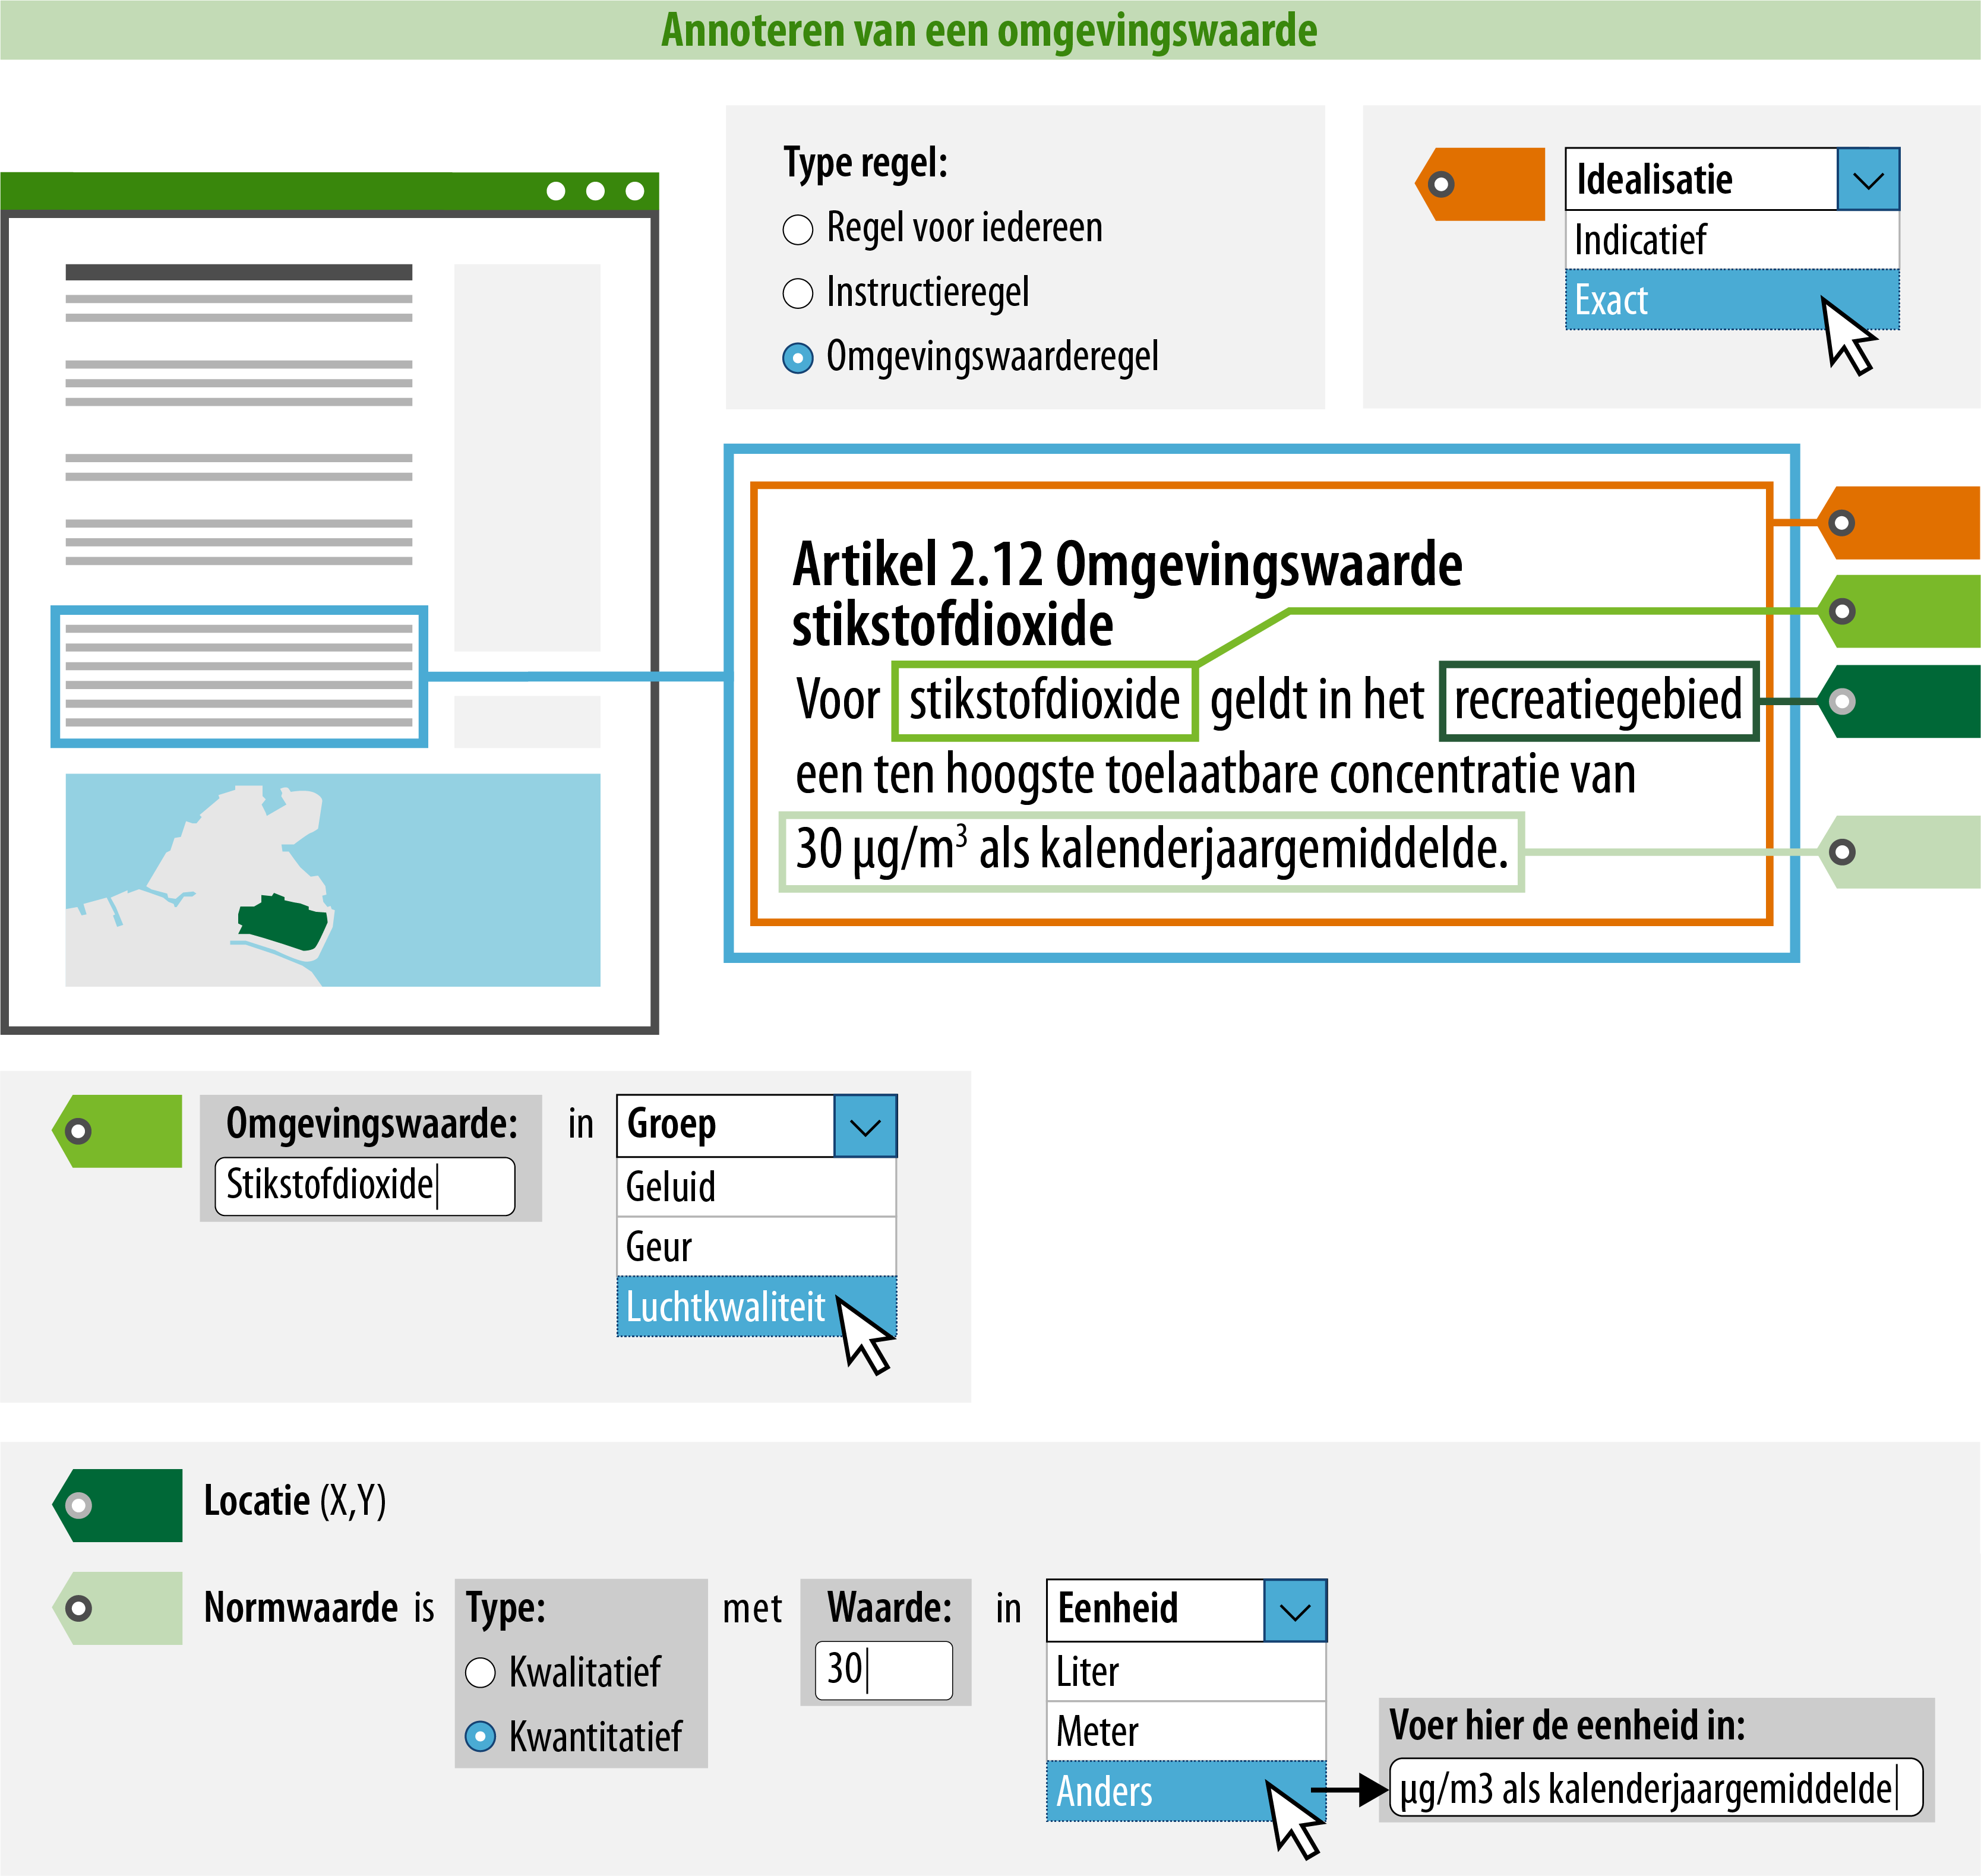 Annoteren van een omgevingswaarde
Type regel:
Regel voor iedereen
Instructieregel
Omgevingswaarderegel
Idealisatie
Indicatief
Exact
Artikel 2.12 Omgevingswaarde
stikstofdioxide
Voor stikstofdioxide geldt in het recreatiegebied
een ten hoogste toelaatbare concentratie van
30 µg/m³ als kalenderjaargemiddelde.
Omgevingswaarde:
Stikstofdioxide
in
Groep
Geluid
Geur
Luchtkwaliteit
Locatie (X,Y)
Normwaarde is
Type:
Kwalitatief
Kwantitatief
met
Waarde:
30
in
Eenheid
Liter
Meter
Anders
Voer hier de eenheid in:
µg/m3 als kalenderjaargemiddelde